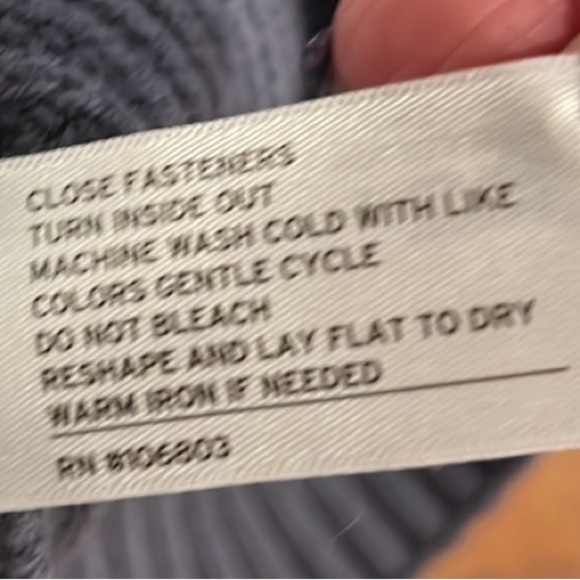 CLOSE FASTENERS
TURN INSIDE OUT
MACHINE WASH COLD WITH LIKE
COLORS GENTLE CYCLE
DO NOT BLEACH
RESHAPE AND LAY FLAT TO DRY
WARM IRON IF NEEDED
RN #106803